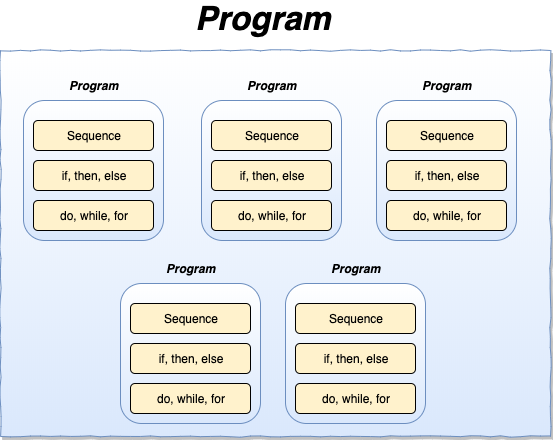 Program
Program
Program
Program
Sequence
Sequence
Sequence
if, then, else
if, then, else
if, then, else
do, while, for
do, while, for
do, while, for
Program
Program
Sequence
Sequence
if, then, else
if, then, else
do, while, for
do, while, for